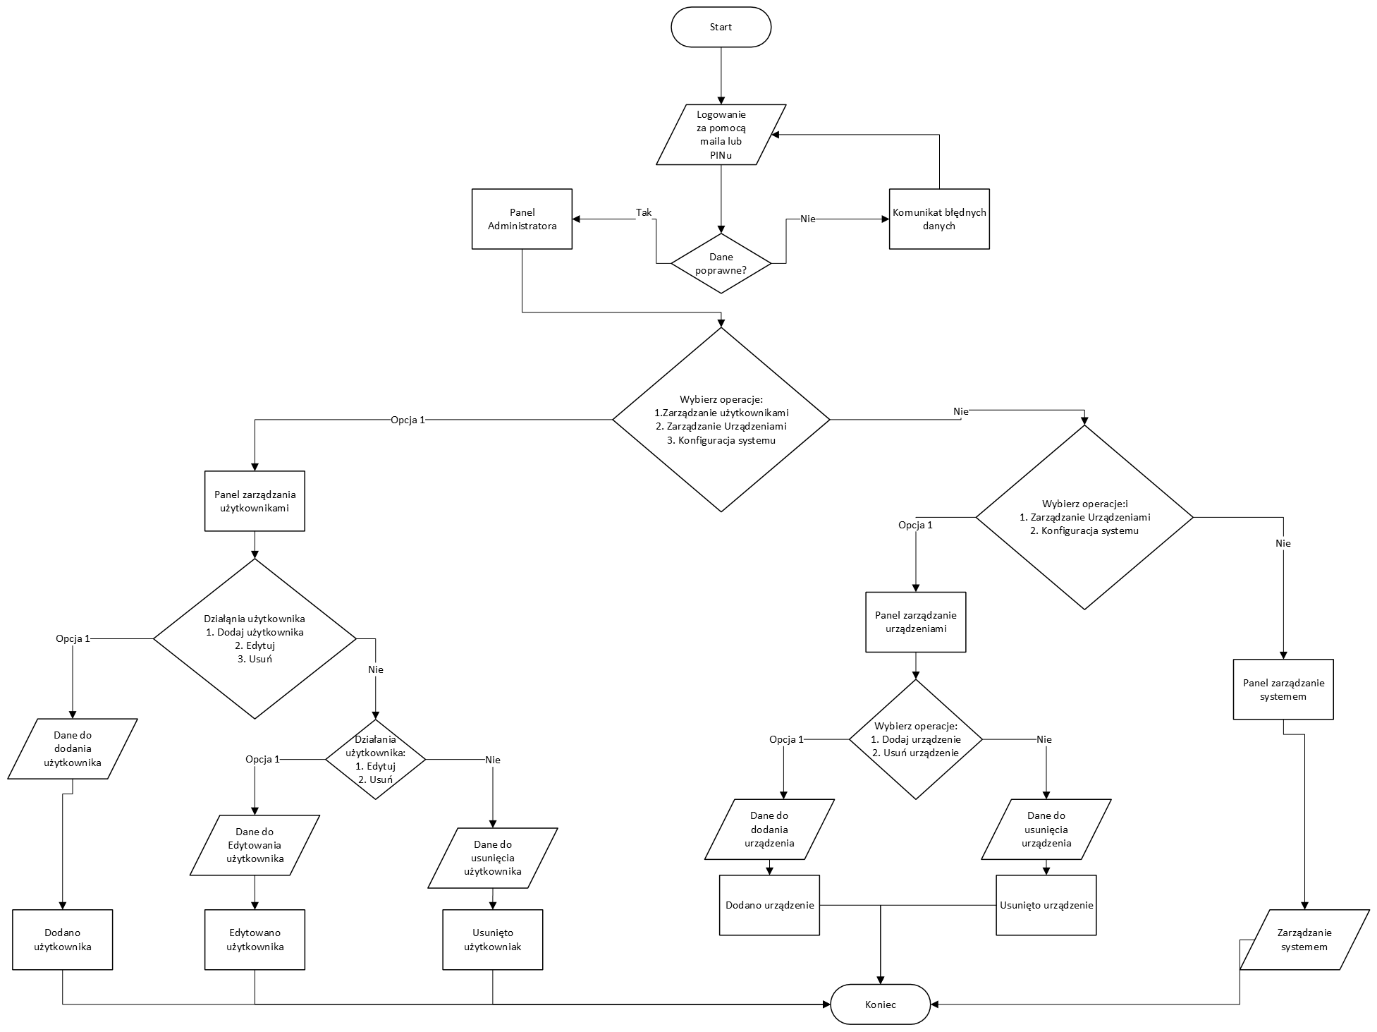 Start
Logowanie
za pomocą
maila lub
PINu
Panel
Administratora
Tak
Nie
Komunikat błędnych
danych
Dane
poprawne?
Wybierz operacje:
1.Zarządzanie użytkownikami
2. Zarządzanie Urządzeniami
3. Konfiguracja systemu
Opcja 1
Nie
Panel zarządzania
użytkownikami
Wybierz operacje:i
1. Zarządzanie Urządzeniami
2. Konfiguracja systemu
Opcja 1
Nie
Działąnia użytkownika
1. Dodaj użytkownika
2. Edytuj
3. Usuń
Opcja 1
Nie
Panel zarządzanie
urządzeniami
Panel zarządzanie
systemem
Dane do
dodania
użytkownika
Działania
użytkownika:
1. Edytuj
2. Usuń
Opcja 1
Nie
Wybierz operacje:
1. Dodaj urządzenie
2. Usuń urządzenie
Opcja 1
Nie
Dane do
Edytowania
użytkownika
Dane do
usunięcia
użytkownika
Dane do
dodania
urządzenia
Dane do
usunięcia
urządzenia
Dodano urządzenie
Usunięto urządzenie
Dodano
użytkownika
Edytowano
użytkownika
Usunięto
użytkowniak
Zarządzanie
systemem
Koniec